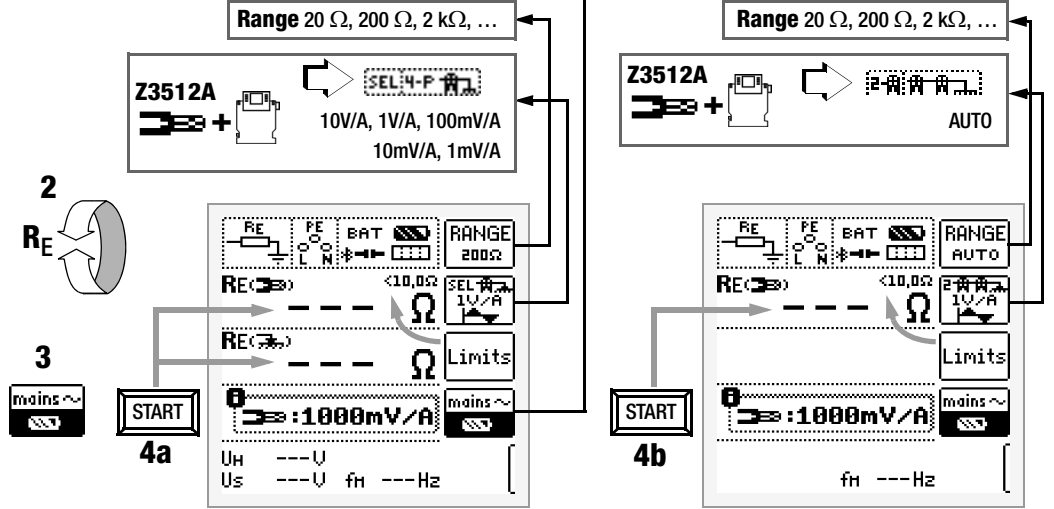 Range 20 Ω, 200 Ω, 2 kΩ, …
Z3512A
+
SEL 4-P
10V/A, 1V/A, 100mV/A
10mV/A, 1mV/A
2
RE
3
mains~
START
4a
RE
PE
L N
BAT
RANGE
200Ω
RE( )
<10,0Ω
--- Ω
SEL
1V/A
RE( )
--- Ω
Limits
:1000mV/A
mains~
UH ---V
Us ---V fH ---Hz
Range 20 Ω, 200 Ω, 2 kΩ, …
Z3512A
+
2-
AUTO
START
4b
RE
PE
L N
BAT
RANGE
AUTO
RE( )
<10,0Ω
--- Ω
2
1V/A
Limits
:1000mV/A
mains~
fH ---Hz